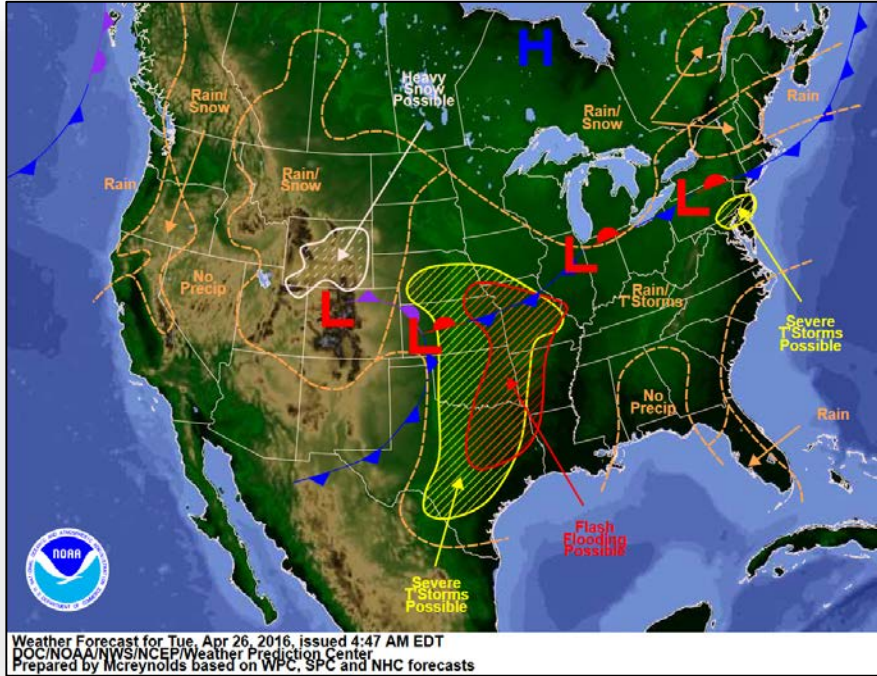 H
Heavy
Snow
Possible
Rain/
Snow
Rain/
Snow
Rain
Rain
Rain/
Snow
L
L
No
Precip
L
L
Rain/
T'Storms
Severe
T'Storms
Possible
No
Precip
Rain
Flash
Flooding
Possible
Severe
T'Storms
Possible
NOAA
Weather Forecast for Tue, Apr 26, 2016, issued 4:47 AM EDT
DOC/NOAA/NWS/NCEP/Weather Prediction Center
Prepared by Mcreynolds based on WPC, SPC and NHC forecasts